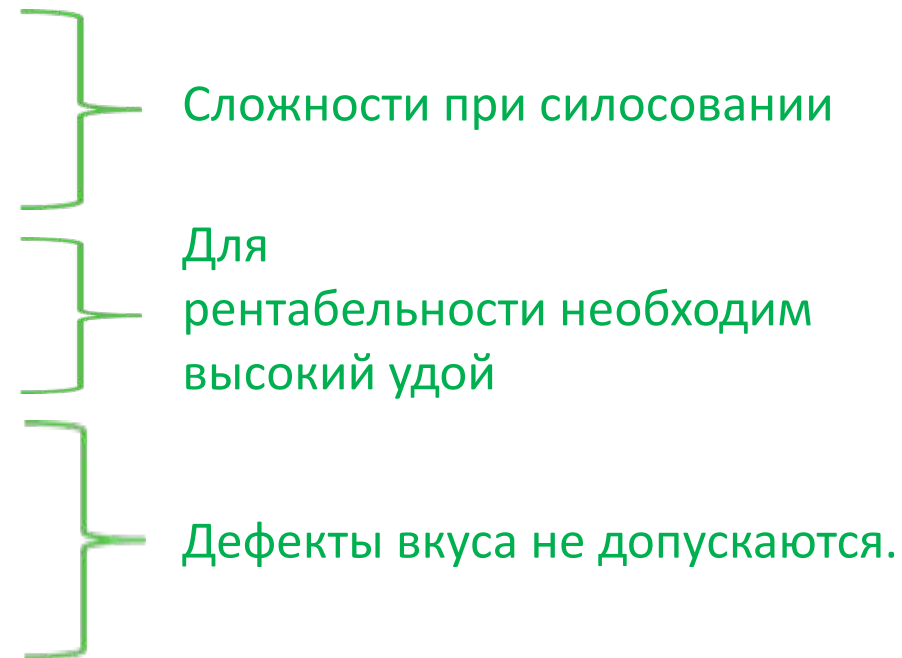 Сложности при силосовании
Для
рентабельности необходим
высокий удой
Дефекты вкуса не допускаются.